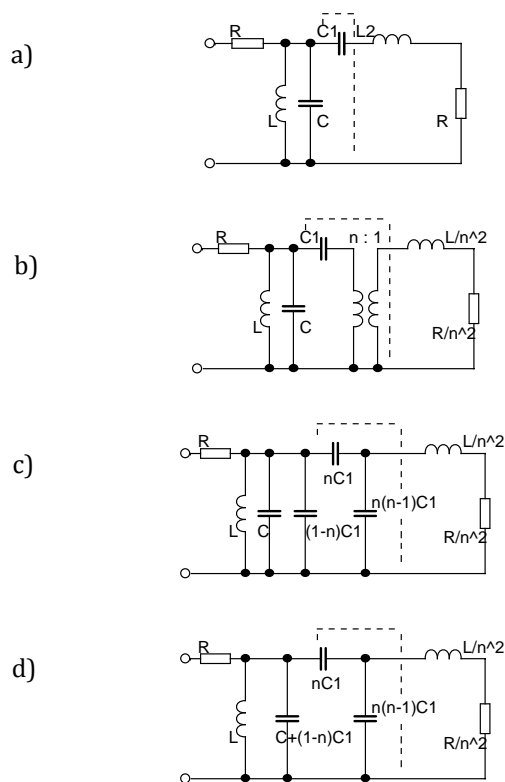 a)
R
C1
L2
L
C
R
b)
R
C1
n : 1
L/n^2
L
C
R/n^2
c)
R
nC1
L/n^2
L
C
(1-n)C1
n(n-1)C1
R/n^2
d)
R
nC1
L/n^2
L
C+(1-n)C1
n(n-1)C1
R/n^2